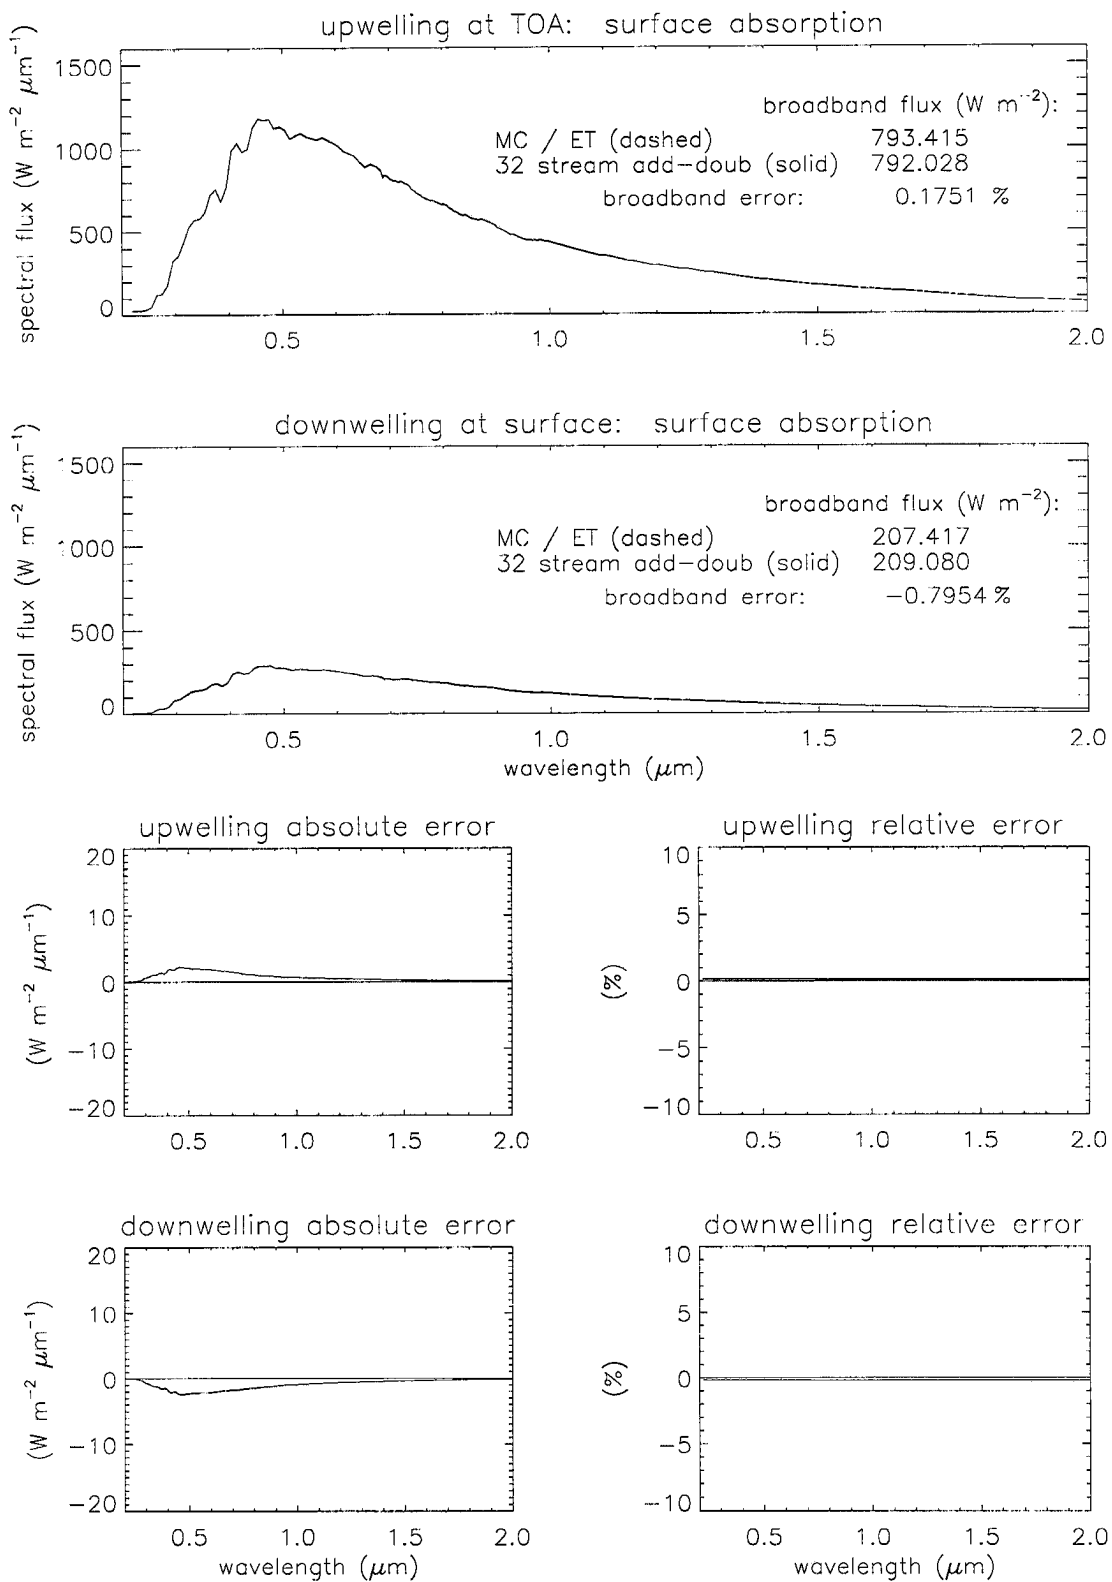 upwelling at TOA: surface absorption
spectral flux (W m⁻² μm⁻¹)
1500
1000
500
0
broadband flux (W m⁻²):
MC / ET (dashed) 793.415
32 stream add–doub (solid) 792.028
broadband error: 0.1751 %
0.5 1.0 1.5 2.0
downwelling at surface: surface absorption
spectral flux (W m⁻² μm⁻¹)
1500
1000
500
0
broadband flux (W m⁻²):
MC / ET (dashed) 207.417
32 stream add–doub (solid) 209.080
broadband error: −0.7954 %
0.5 1.0 1.5 2.0
wavelength (μm)
upwelling absolute error
(W m⁻² μm⁻¹)
20
10
0
−10
−20
0.5 1.0 1.5 2.0
upwelling relative error
(%)
10
5
0
−5
−10
0.5 1.0 1.5 2.0
downwelling absolute error
(W m⁻² μm⁻¹)
20
10
0
−10
−20
0.5 1.0 1.5 2.0
wavelength (μm)
downwelling relative error
(%)
10
5
0
−5
−10
0.5 1.0 1.5 2.0
wavelength (μm)